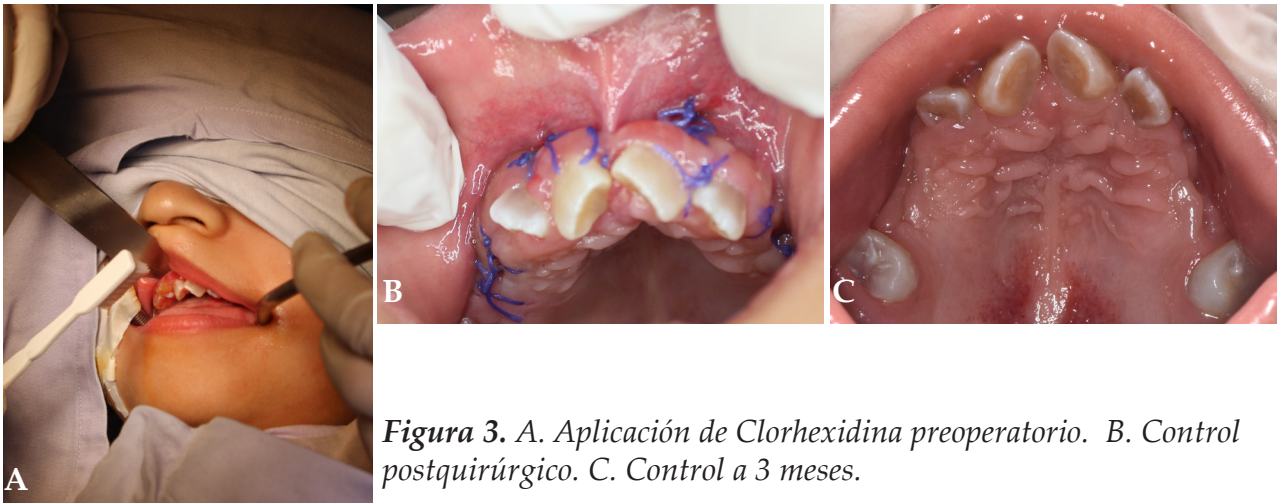 A
B
C
Figura 3. A. Aplicación de Clorhexidina preoperatorio. B. Control
postquirúrgico. C. Control a 3 meses.